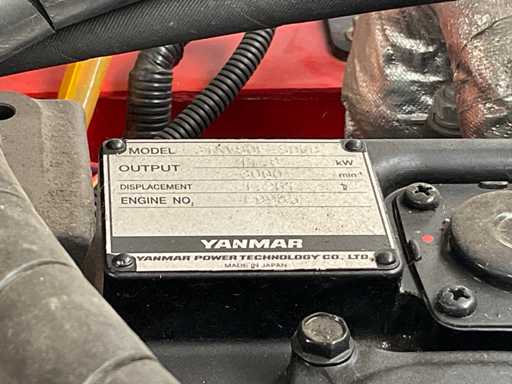 MODEL
OUTPUT kW
3000 min⁻¹
DISPLACEMENT ℓ
ENGINE NO.
YANMAR
YANMAR POWER TECHNOLOGY CO., LTD.
MADE IN JAPAN